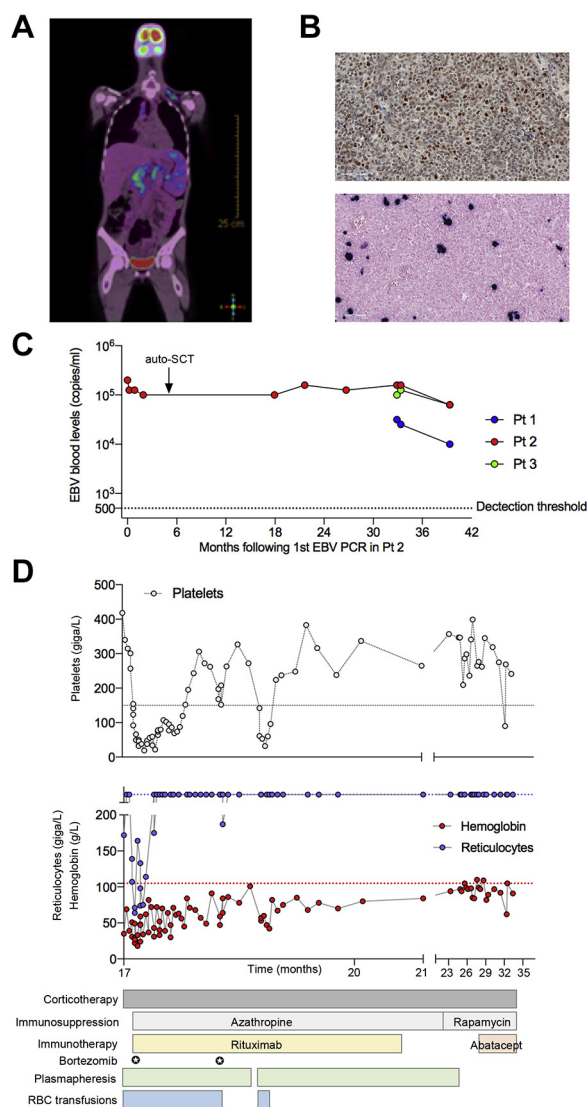 A
B
25 cm
C
EBV blood levels (copies/ml)
10⁶
10⁵
10⁴
10³
500
auto-SCT
Pt 1
Pt 2
Pt 3
Dectection threshold
0 6 12 18 24 30 36 42
Months following 1st EBV PCR in Pt 2
D
Platelets (giga/L)
500
400
300
200
100
0
Platelets
Reticulocytes (giga/L)
Hemoglobin (g/L)
200
150
100
50
0
Hemoglobin
Reticulocytes
17 20 21 23 26 29 32 35
Time (months)
Corticotherapy
Immunosuppression Azathropine Rapamycin
Immunotherapy Rituximab Abatacept
Bortezomib
Plasmapheresis
RBC transfusions